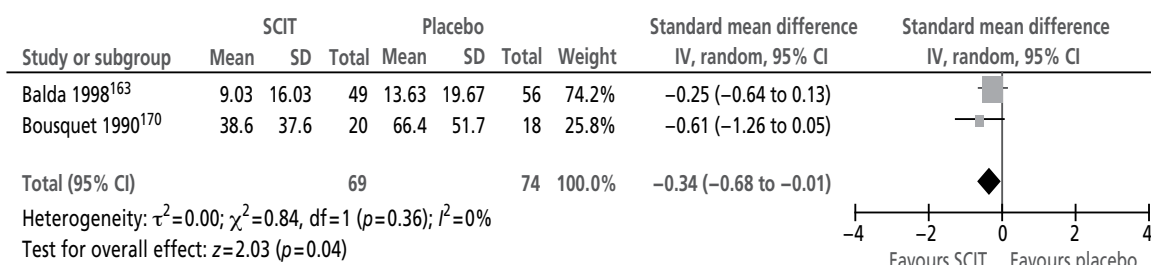 SCIT Placebo Standard mean difference Standard mean difference
Study or subgroup Mean SD Total Mean SD Total Weight IV, random, 95% CI IV, random, 95% CI
Balda 1998163 9.03 16.03 49 13.63 19.67 56 74.2% −0.25 (−0.64 to 0.13)
Bousquet 1990170 38.6 37.6 20 66.4 51.7 18 25.8% −0.61 (−1.26 to 0.05)
Total (95% CI) 69 74 100.0% −0.34 (−0.68 to −0.01)
Heterogeneity: τ2=0.00; χ2=0.84, df=1 (p=0.36); I2=0%
Test for overall effect: z=2.03 (p=0.04)
−4 −2 0 2 4
Favours SCIT Favours placebo